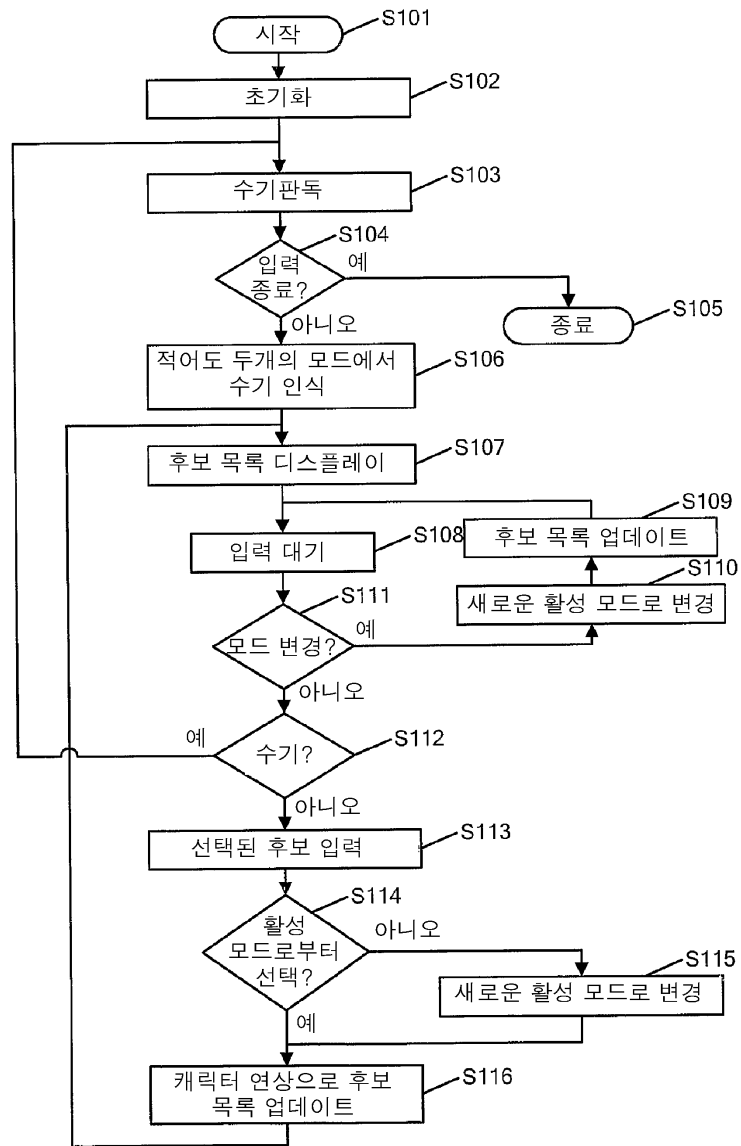 시작
S101
초기화
S102
수기판독
S103
입력
종료?
S104
예
아니오
종료
S105
적어도 두개의 모드에서
수기 인식
S106
후보 목록 디스플레이
S107
입력 대기
S108
후보 목록 업데이트
S109
새로운 활성 모드로 변경
S110
모드 변경?
S111
예
아니오
수기?
S112
예
아니오
선택된 후보 입력
S113
활성
모드로부터
선택?
S114
아니오
예
새로운 활성 모드로 변경
S115
캐릭터 연상으로 후보
목록 업데이트
S116